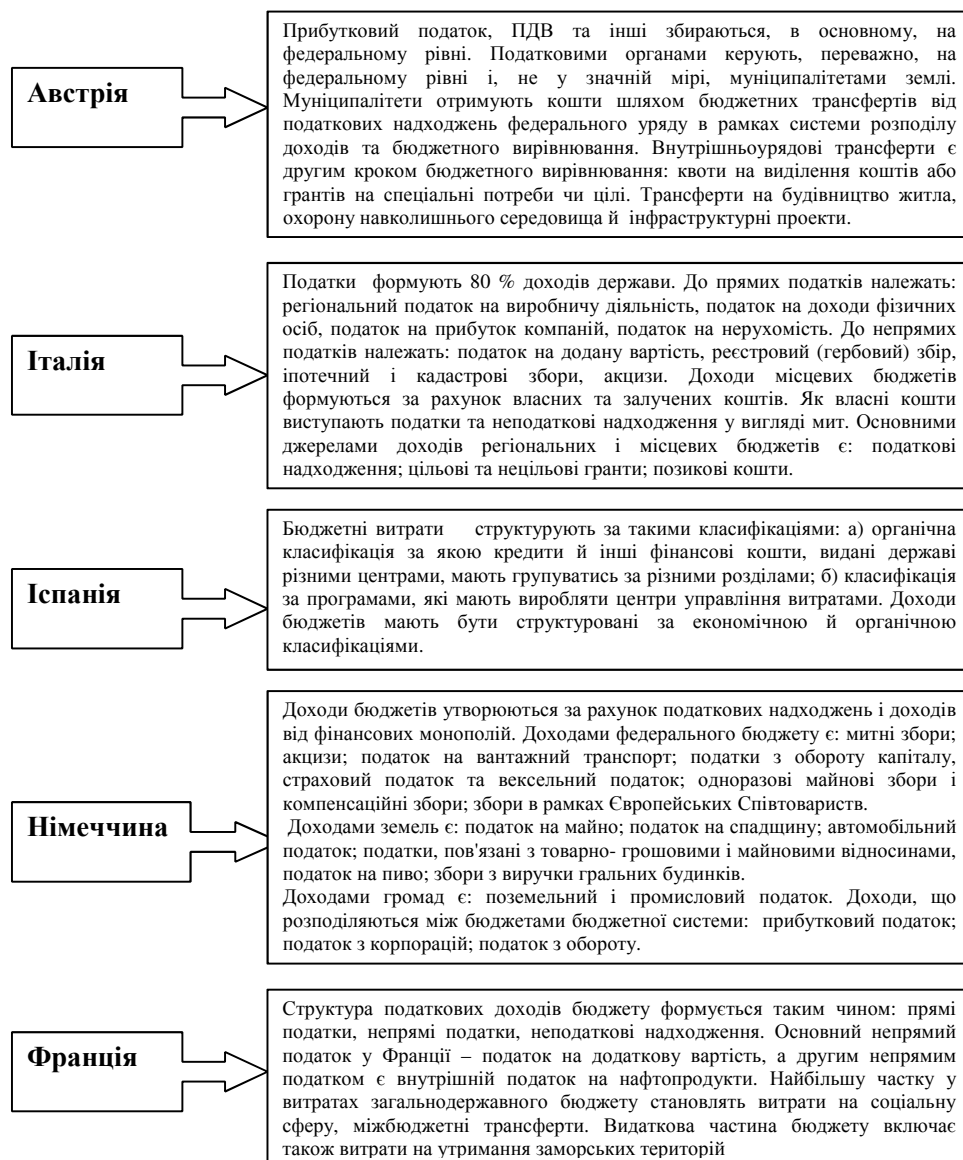 Австрія
Прибутковий податок, ПДВ та інші збираються, в основному, на
федеральному рівні. Податковими органами керують, переважно, на
федеральному рівні і, не у значній мірі, муніципалітетами землі.
Муніципалітети отримують кошти шляхом бюджетних трансфертів від
податкових надходжень федерального уряду в рамках системи розподілу
доходів та бюджетного вирівнювання. Внутрішньоурядові трансферти є
другим кроком бюджетного вирівнювання: квоти на виділення коштів або
грантів на спеціальні потреби чи цілі. Трансферти на будівництво житла,
охорону навколишнього середовища й інфраструктурні проекти.
Італія
Податки формують 80 % доходів держави. До прямих податків належать:
регіональний податок на виробничу діяльність, податок на доходи фізичних
осіб, податок на прибуток компаній, податок на нерухомість. До непрямих
податків належать: податок на додану вартість, реєстровий (гербовий) збір,
іпотечний і кадастрові збори, акцизи. Доходи місцевих бюджетів
формуються за рахунок власних та залучених коштів. Як власні кошти
виступають податки та неподаткові надходження у вигляді мит. Основними
джерелами доходів регіональних і місцевих бюджетів є: податкові
надходження; цільові та нецільові гранти; позикові кошти.
Іспанія
Бюджетні витрати структурують за такими класифікаціями: а) органічна
класифікація за якою кредити й інші фінансові кошти, видані державі
різними центрами, мають групуватись за різними розділами; б) класифікація
за програмами, які мають виробляти центри управління витратами. Доходи
бюджетів мають бути структуровані за економічною й органічною
класифікаціями.
Німеччина
Доходи бюджетів утворюються за рахунок податкових надходжень і доходів
від фінансових монополій. Доходами федерального бюджету є: митні збори;
акцизи; податок на вантажний транспорт; податки з обороту капіталу,
страховий податок та вексельний податок; одноразові майнові збори і
компенсаційні збори; збори в рамках Європейських Співтовариств.
Доходами земель є: податок на майно; податок на спадщину; автомобільний
податок; податки, пов'язані з товарно- грошовими і майновими відносинами,
податок на пиво; збори з виручки гральних будинків.
Доходами громад є: поземельний і промисловий податок. Доходи, що
розподіляються між бюджетами бюджетної системи: прибутковий податок;
податок з корпорацій; податок з обороту.
Франція
Структура податкових доходів бюджету формується таким чином: прямі
податки, непрямі податки, неподаткові надходження. Основний непрямий
податок у Франції – податок на додаткову вартість, а другим непрямим
податком є внутрішній податок на нафтопродукти. Найбільшу частку у
витратах загальнодержавного бюджету становлять витрати на соціальну
сферу, міжбюджетні трансферти. Видаткова частина бюджету включає
також витрати на утримання заморських територій